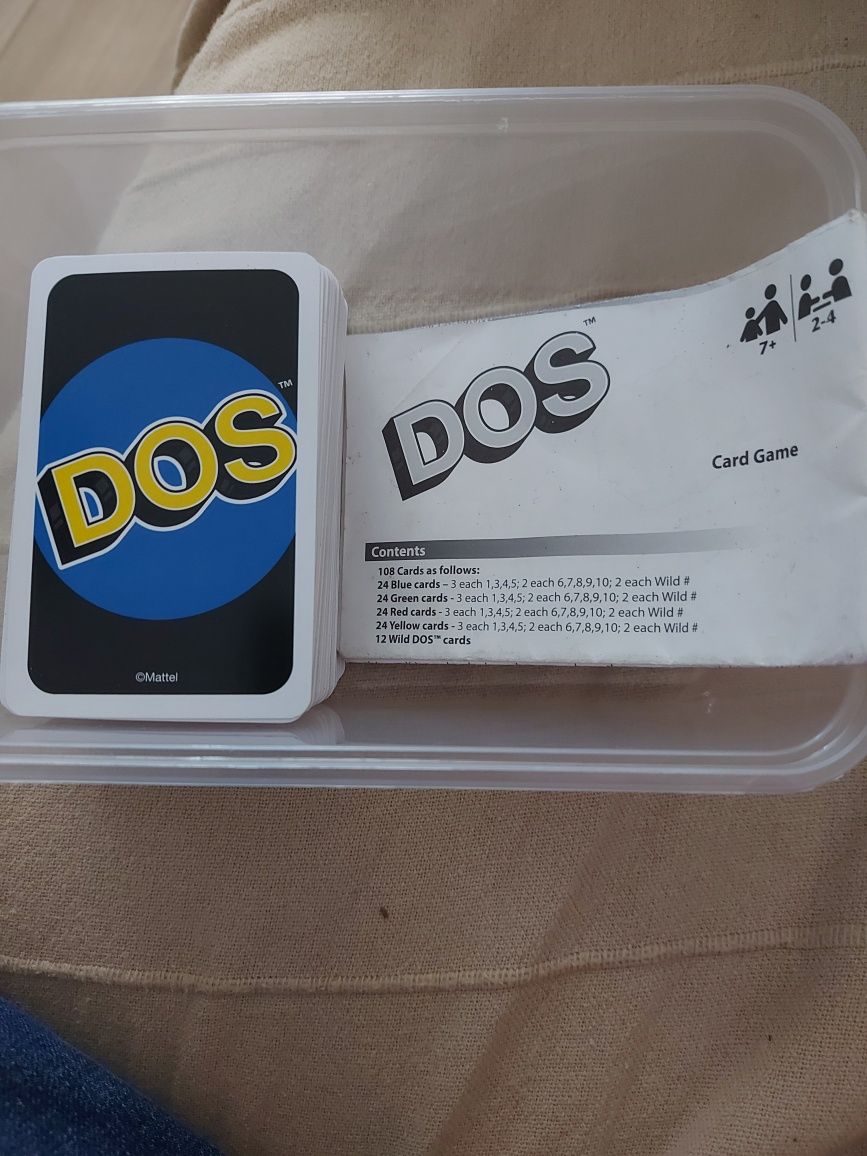 DOS™
©Mattel
DOS™
7+
2-4
Card Game
Contents
108 Cards as follows:
24 Blue cards – 3 each 1,3,4,5; 2 each 6,7,8,9,10; 2 each Wild #
24 Green cards - 3 each 1,3,4,5; 2 each 6,7,8,9,10; 2 each Wild #
24 Red cards - 3 each 1,3,4,5; 2 each 6,7,8,9,10; 2 each Wild #
24 Yellow cards - 3 each 1,3,4,5; 2 each 6,7,8,9,10; 2 each Wild #
12 Wild DOS™ cards